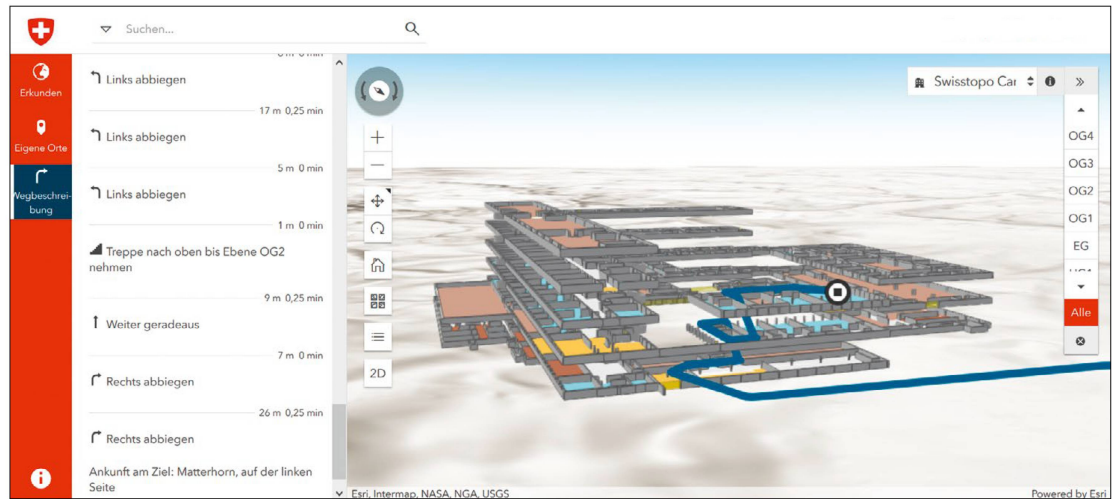 Suchen...
Erkunden
Eigene Orte
Wegbeschrei-
bung
Links abbiegen
17 m 0,25 min
Links abbiegen
5 m 0 min
Links abbiegen
1 m 0 min
Treppe nach oben bis Ebene OG2
nehmen
9 m 0,25 min
Weiter geradeaus
7 m 0 min
Rechts abbiegen
26 m 0,25 min
Rechts abbiegen
Ankunft am Ziel: Matterhorn, auf der linken
Seite
2D
Swisstopo Car
OG4
OG3
OG2
OG1
EG
Alle
Esri, Intermap, NASA, NGA, USGS
Powered by Esri